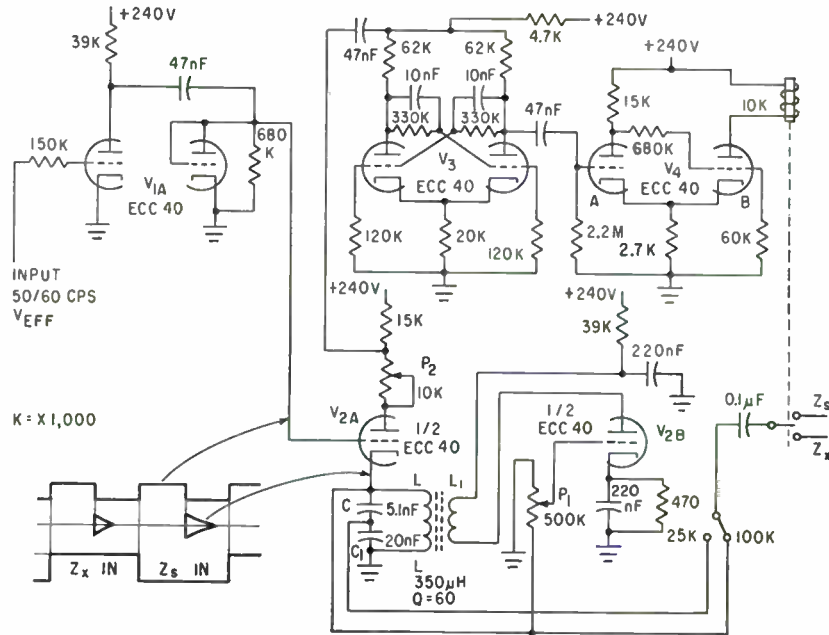 +240V
39K
47nF
150K
680
K
V1A
ECC 40
INPUT
50/60 CPS
VEFF
K = X 1,000
47nF
62K
62K
4.7K
+240V
10nF
10nF
330K
330K
47nF
V3
ECC 40
120K
20K
120K
+240V
15K
10K
680K
V4
ECC 40
A
B
2.2M
2.7K
60K
+240V
15K
P2
10K
V2A
1/2
ECC 40
+240V
39K
220nF
1/2
ECC 40
V2B
0.1µF
Zs
Zx
L
L1
C
5.1nF
C1
20nF
P1
500K
220
nF
470
25K
100K
L
350µH
Q=60
Zx IN
Zs IN